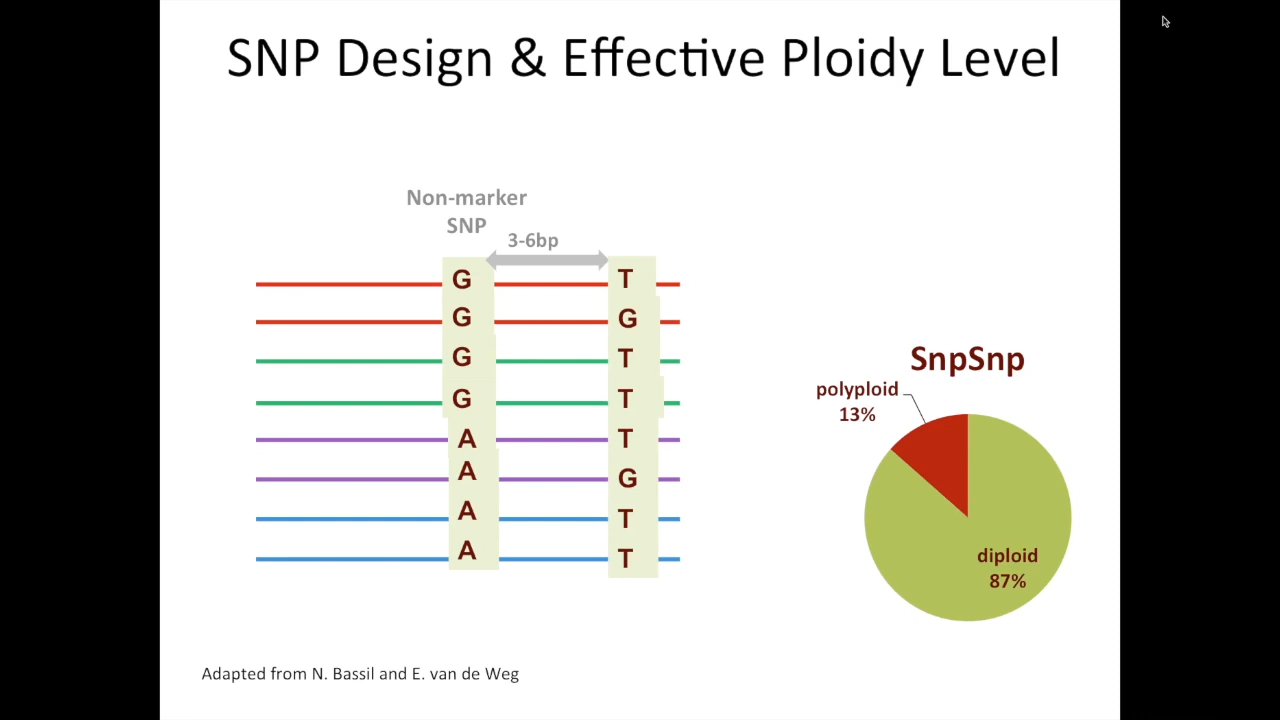 SNP Design & Effective Ploidy Level
Non-marker
SNP
3-6bp
G T
G G
G T
G T
A T
A G
A T
A T
SnpSnp
polyploid
13%
diploid
87%
Adapted from N. Bassil and E. van de Weg